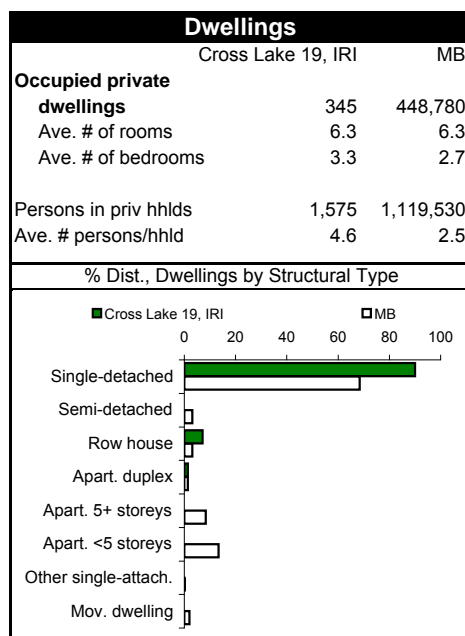 Dwellings
Cross Lake 19, IRI MB
Occupied private
dwellings 345 448,780
Ave. # of rooms 6.3 6.3
Ave. # of bedrooms 3.3 2.7
Persons in priv hhlds 1,575 1,119,530
Ave. # persons/hhld 4.6 2.5
% Dist., Dwellings by Structural Type
Cross Lake 19, IRI MB
0 20 40 60 80 100
Single-detached
Semi-detached
Row house
Apart. duplex
Apart. 5+ storeys
Apart. <5 storeys
Other single-attach.
Mov. dwelling